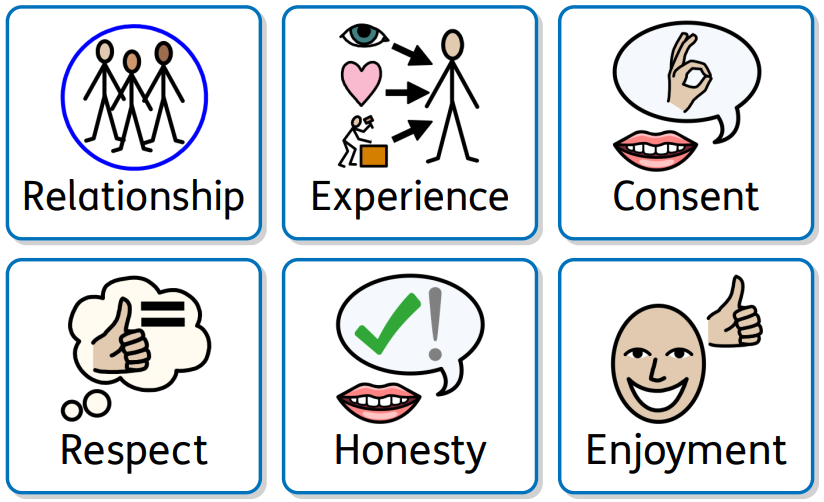 Relationship
Experience
Consent
Respect
Honesty
Enjoyment